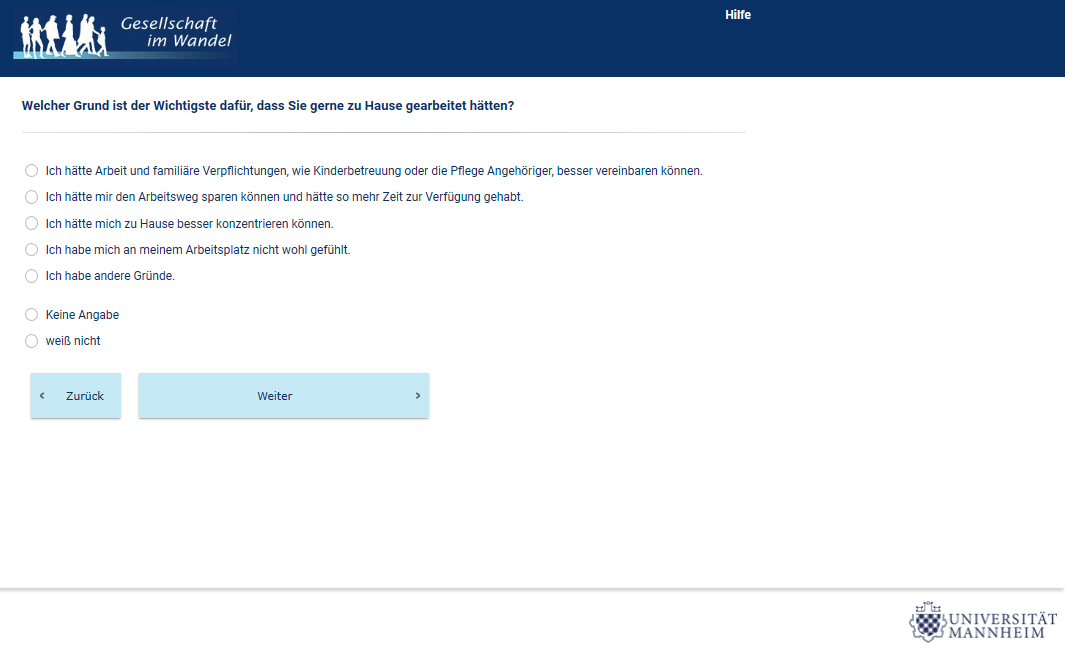 Gesellschaft
im Wandel
Hilfe
Welcher Grund ist der Wichtigste dafür, dass Sie gerne zu Hause gearbeitet hätten?
Ich hätte Arbeit und familiäre Verpflichtungen, wie Kinderbetreuung oder die Pflege Angehöriger, besser vereinbaren können.
Ich hätte mir den Arbeitsweg sparen können und hätte so mehr Zeit zur Verfügung gehabt.
Ich hätte mich zu Hause besser konzentrieren können.
Ich habe mich an meinem Arbeitsplatz nicht wohl gefühlt.
Ich habe andere Gründe.
Keine Angabe
weiß nicht
‹ Zurück
Weiter ›
UNIVERSITÄT
MANNHEIM